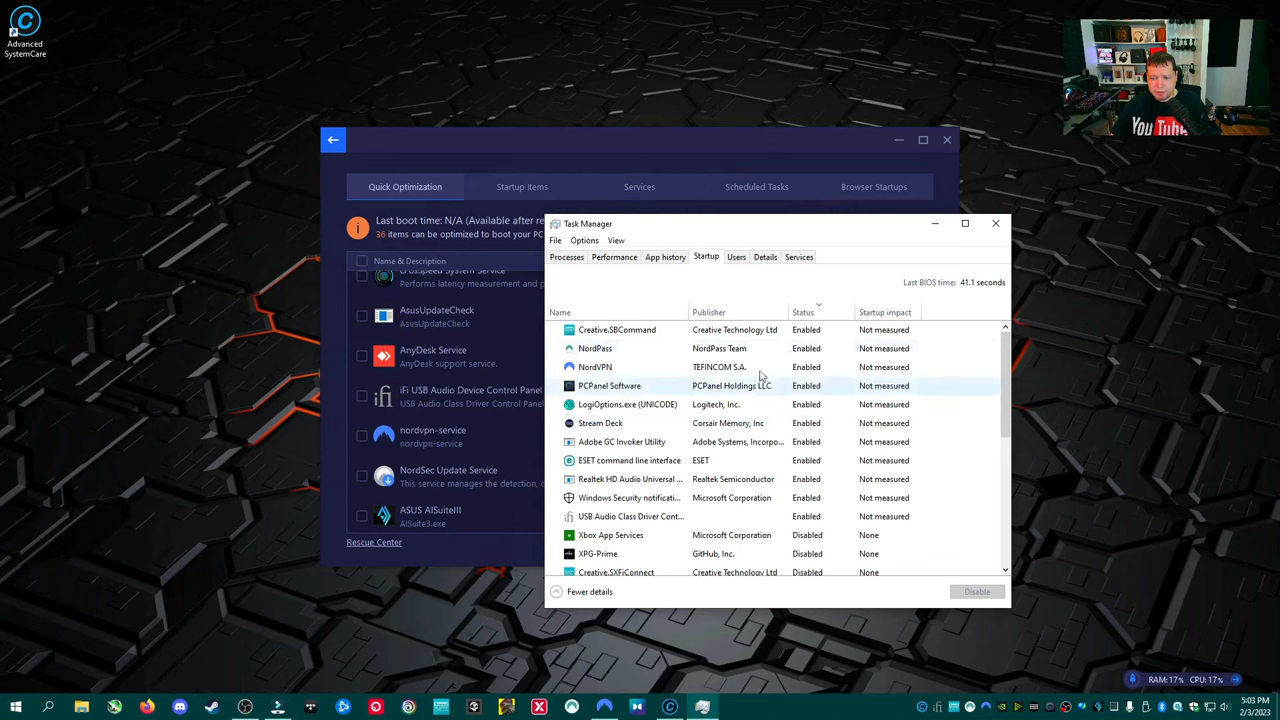 Advanced
SystemCare
YOU TUBE
Quick Optimization
Startup Items
Services
Scheduled Tasks
Browser Startups
Last boot time: N/A (Available after re
36 items can be optimized to boot your PC
Name & Description
Performs latency measurement and p
AsusUpdateCheck
AsusUpdateCheck
AnyDesk Service
AnyDesk support service.
iFi USB Audio Device Control Panel
USB Audio Class Driver Control Panel
nordvpn-service
nordvpn-service
NordSec Update Service
This service manages the detection, d
ASUS AISuiteIII
AISuite3.exe
Rescue Center
Task Manager
File Options View
Processes Performance App history Startup Users Details Services
Last BIOS time: 41.1 seconds
Name Publisher Status Startup impact
Creative.SBCommand Creative Technology Ltd Enabled Not measured
NordPass NordPass Team Enabled Not measured
NordVPN TEFINCOM S.A. Enabled Not measured
PCPanel Software PCPanel Holdings LLC Enabled Not measured
LogiOptions.exe (UNICODE) Logitech, Inc. Enabled Not measured
Stream Deck Corsair Memory, Inc Enabled Not measured
Adobe GC Invoker Utility Adobe Systems, Incorpo... Enabled Not measured
ESET command line interface ESET Enabled Not measured
Realtek HD Audio Universal ... Realtek Semiconductor Enabled Not measured
Windows Security notificati... Microsoft Corporation Enabled Not measured
USB Audio Class Driver Cont... Enabled Not measured
Xbox App Services Microsoft Corporation Disabled None
XPG-Prime GitHub, Inc. Disabled None
Creative.SXFiConnect Creative Technology Ltd Disabled None
Fewer details
Disable
RAM: 17% CPU: 17%
5:03 PM
2/3/2023